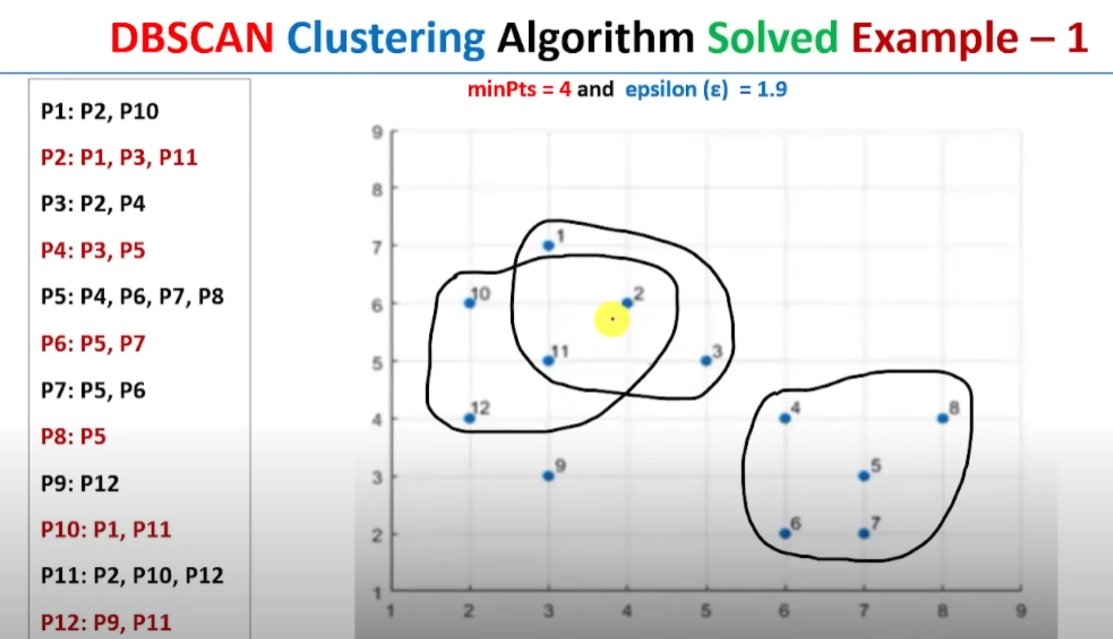 DBSCAN Clustering Algorithm Solved Example – 1
minPts = 4 and epsilon (ε) = 1.9
P1: P2, P10
P2: P1, P3, P11
P3: P2, P4
P4: P3, P5
P5: P4, P6, P7, P8
P6: P5, P7
P7: P5, P6
P8: P5
P9: P12
P10: P1, P11
P11: P2, P10, P12
P12: P9, P11
9
8
7
6
5
4
3
2
1
1
10
2
11
3
12
4
8
9
5
6
7
1 2 3 4 5 6 7 8 9